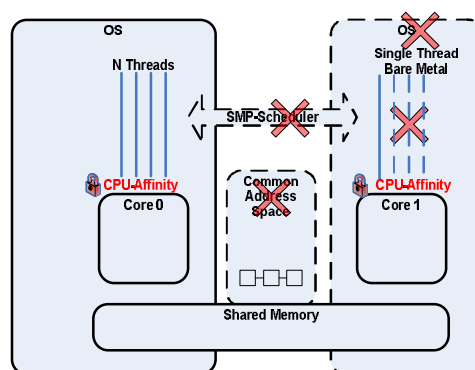 OS
OS
N Threads
Single Thread
Bare Metal
SMP-Scheduler
CPU-Affinity
Core 0
Common
Address
Space
CPU-Affinity
Core 1
Shared Memory